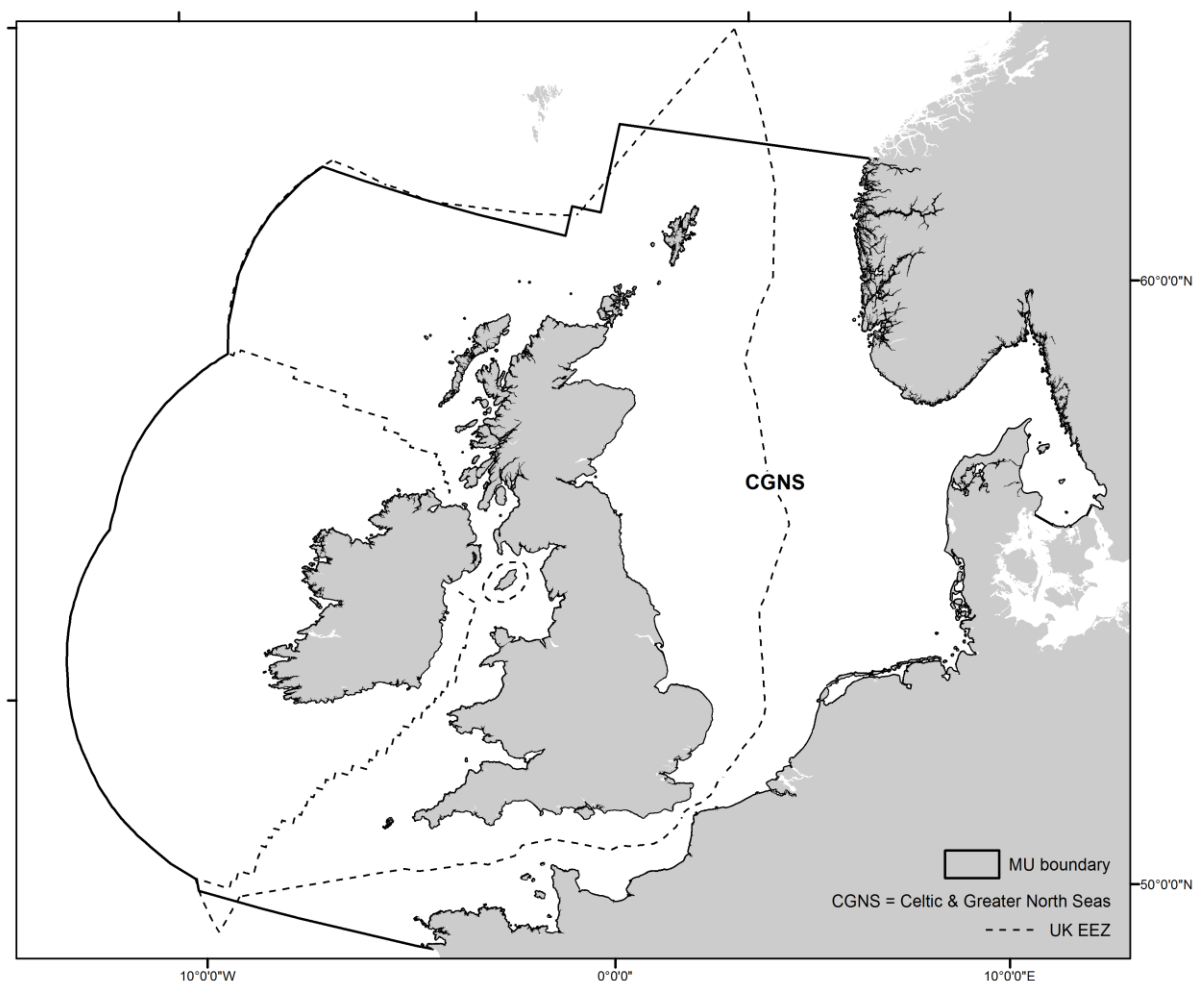 60°0'0"N
CGNS
50°0'0"N
MU boundary
CGNS = Celtic & Greater North Seas
UK EEZ
10°0'0"W
0°0'0"
10°0'0"E